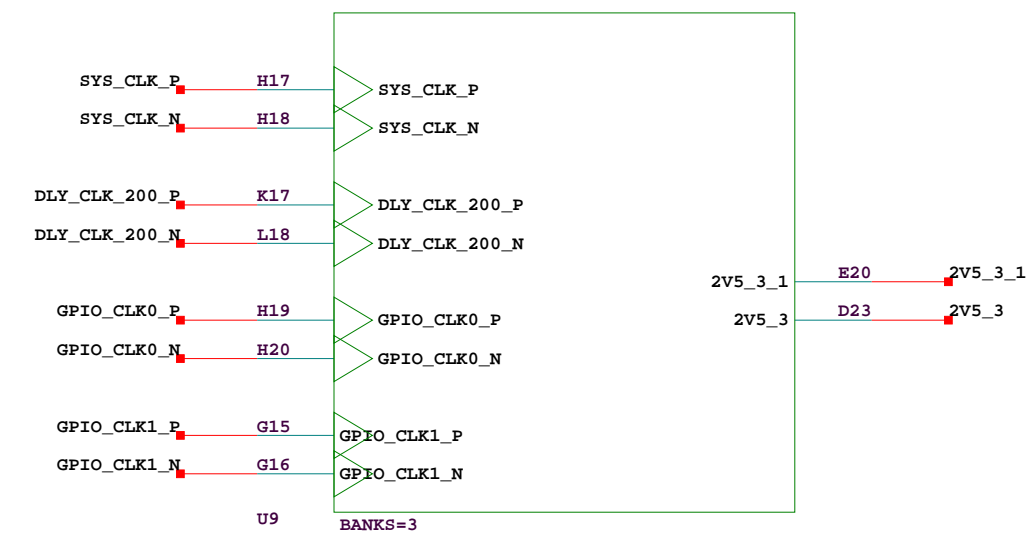 SYS_CLK_P H17 SYS_CLK_P
SYS_CLK_N H18 SYS_CLK_N
DLY_CLK_200_P K17 DLY_CLK_200_P
DLY_CLK_200_N L18 DLY_CLK_200_N
2V5_3_1 E20 2V5_3_1
GPIO_CLK0_P H19 GPIO_CLK0_P 2V5_3 D23 2V5_3
GPIO_CLK0_N H20 GPIO_CLK0_N
GPIO_CLK1_P G15 GPIO_CLK1_P
GPIO_CLK1_N G16 GPIO_CLK1_N
U9 BANKS=3